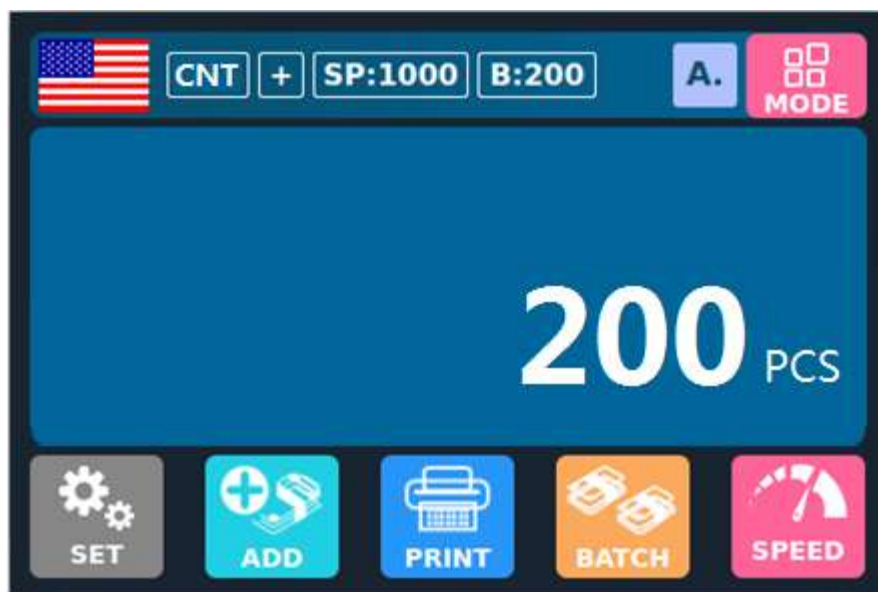 CNT + SP:1000 B:200 A. MODE
200 PCS
SET ADD PRINT BATCH SPEED